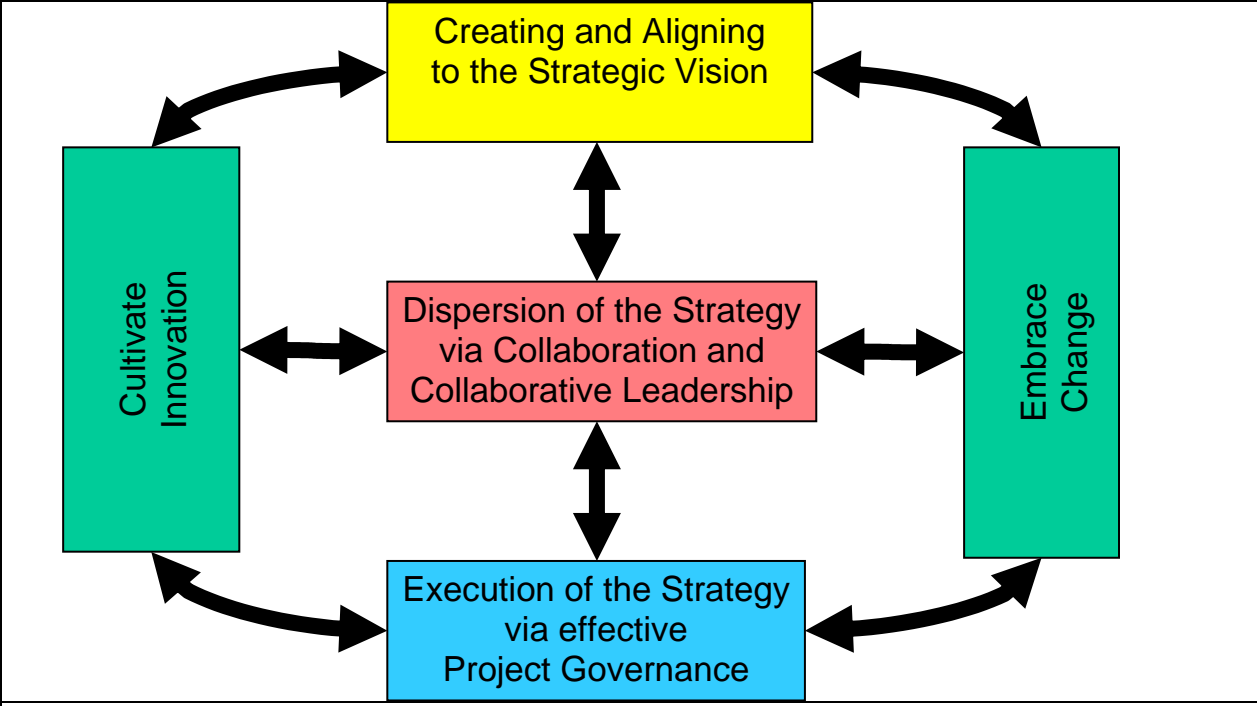 Creating and Aligning
to the Strategic Vision
Cultivate
Innovation
Dispersion of the Strategy
via Collaboration and
Collaborative Leadership
Embrace
Change
Execution of the Strategy
via effective
Project Governance